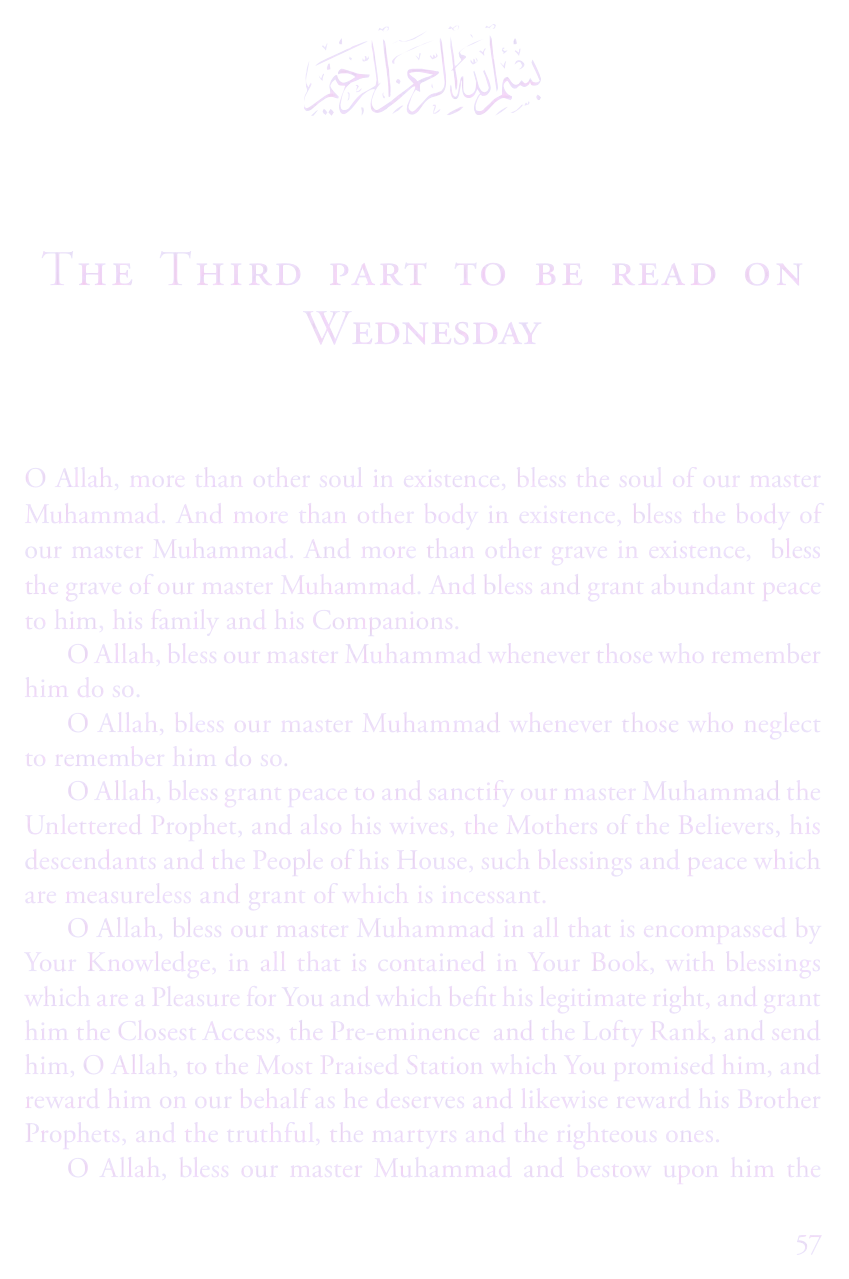 بسم الله الرحمن الرحيم
The Third part to be read on
Wednesday
O Allah, more than other soul in existence, bless the soul of our master
Muhammad. And more than other body in existence, bless the body of
our master Muhammad. And more than other grave in existence,  bless
the grave of our master Muhammad. And bless and grant abundant peace
to him, his family and his Companions.
O Allah, bless our master Muhammad whenever those who remember
him do so.
O Allah, bless our master Muhammad whenever those who neglect
to remember him do so.
O Allah, bless grant peace to and sanctify our master Muhammad the
Unlettered Prophet, and also his wives, the Mothers of the Believers, his
descendants and the People of his House, such blessings and peace which
are measureless and grant of which is incessant.
O Allah, bless our master Muhammad in all that is encompassed by
Your Knowledge, in all that is contained in Your Book, with blessings
which are a Pleasure for You and which befit his legitimate right, and grant
him the Closest Access, the Pre-eminence  and the Lofty Rank, and send
him, O Allah, to the Most Praised Station which You promised him, and
reward him on our behalf as he deserves and likewise reward his Brother
Prophets, and the truthful, the martyrs and the righteous ones.
O Allah, bless our master Muhammad and bestow upon him the
57